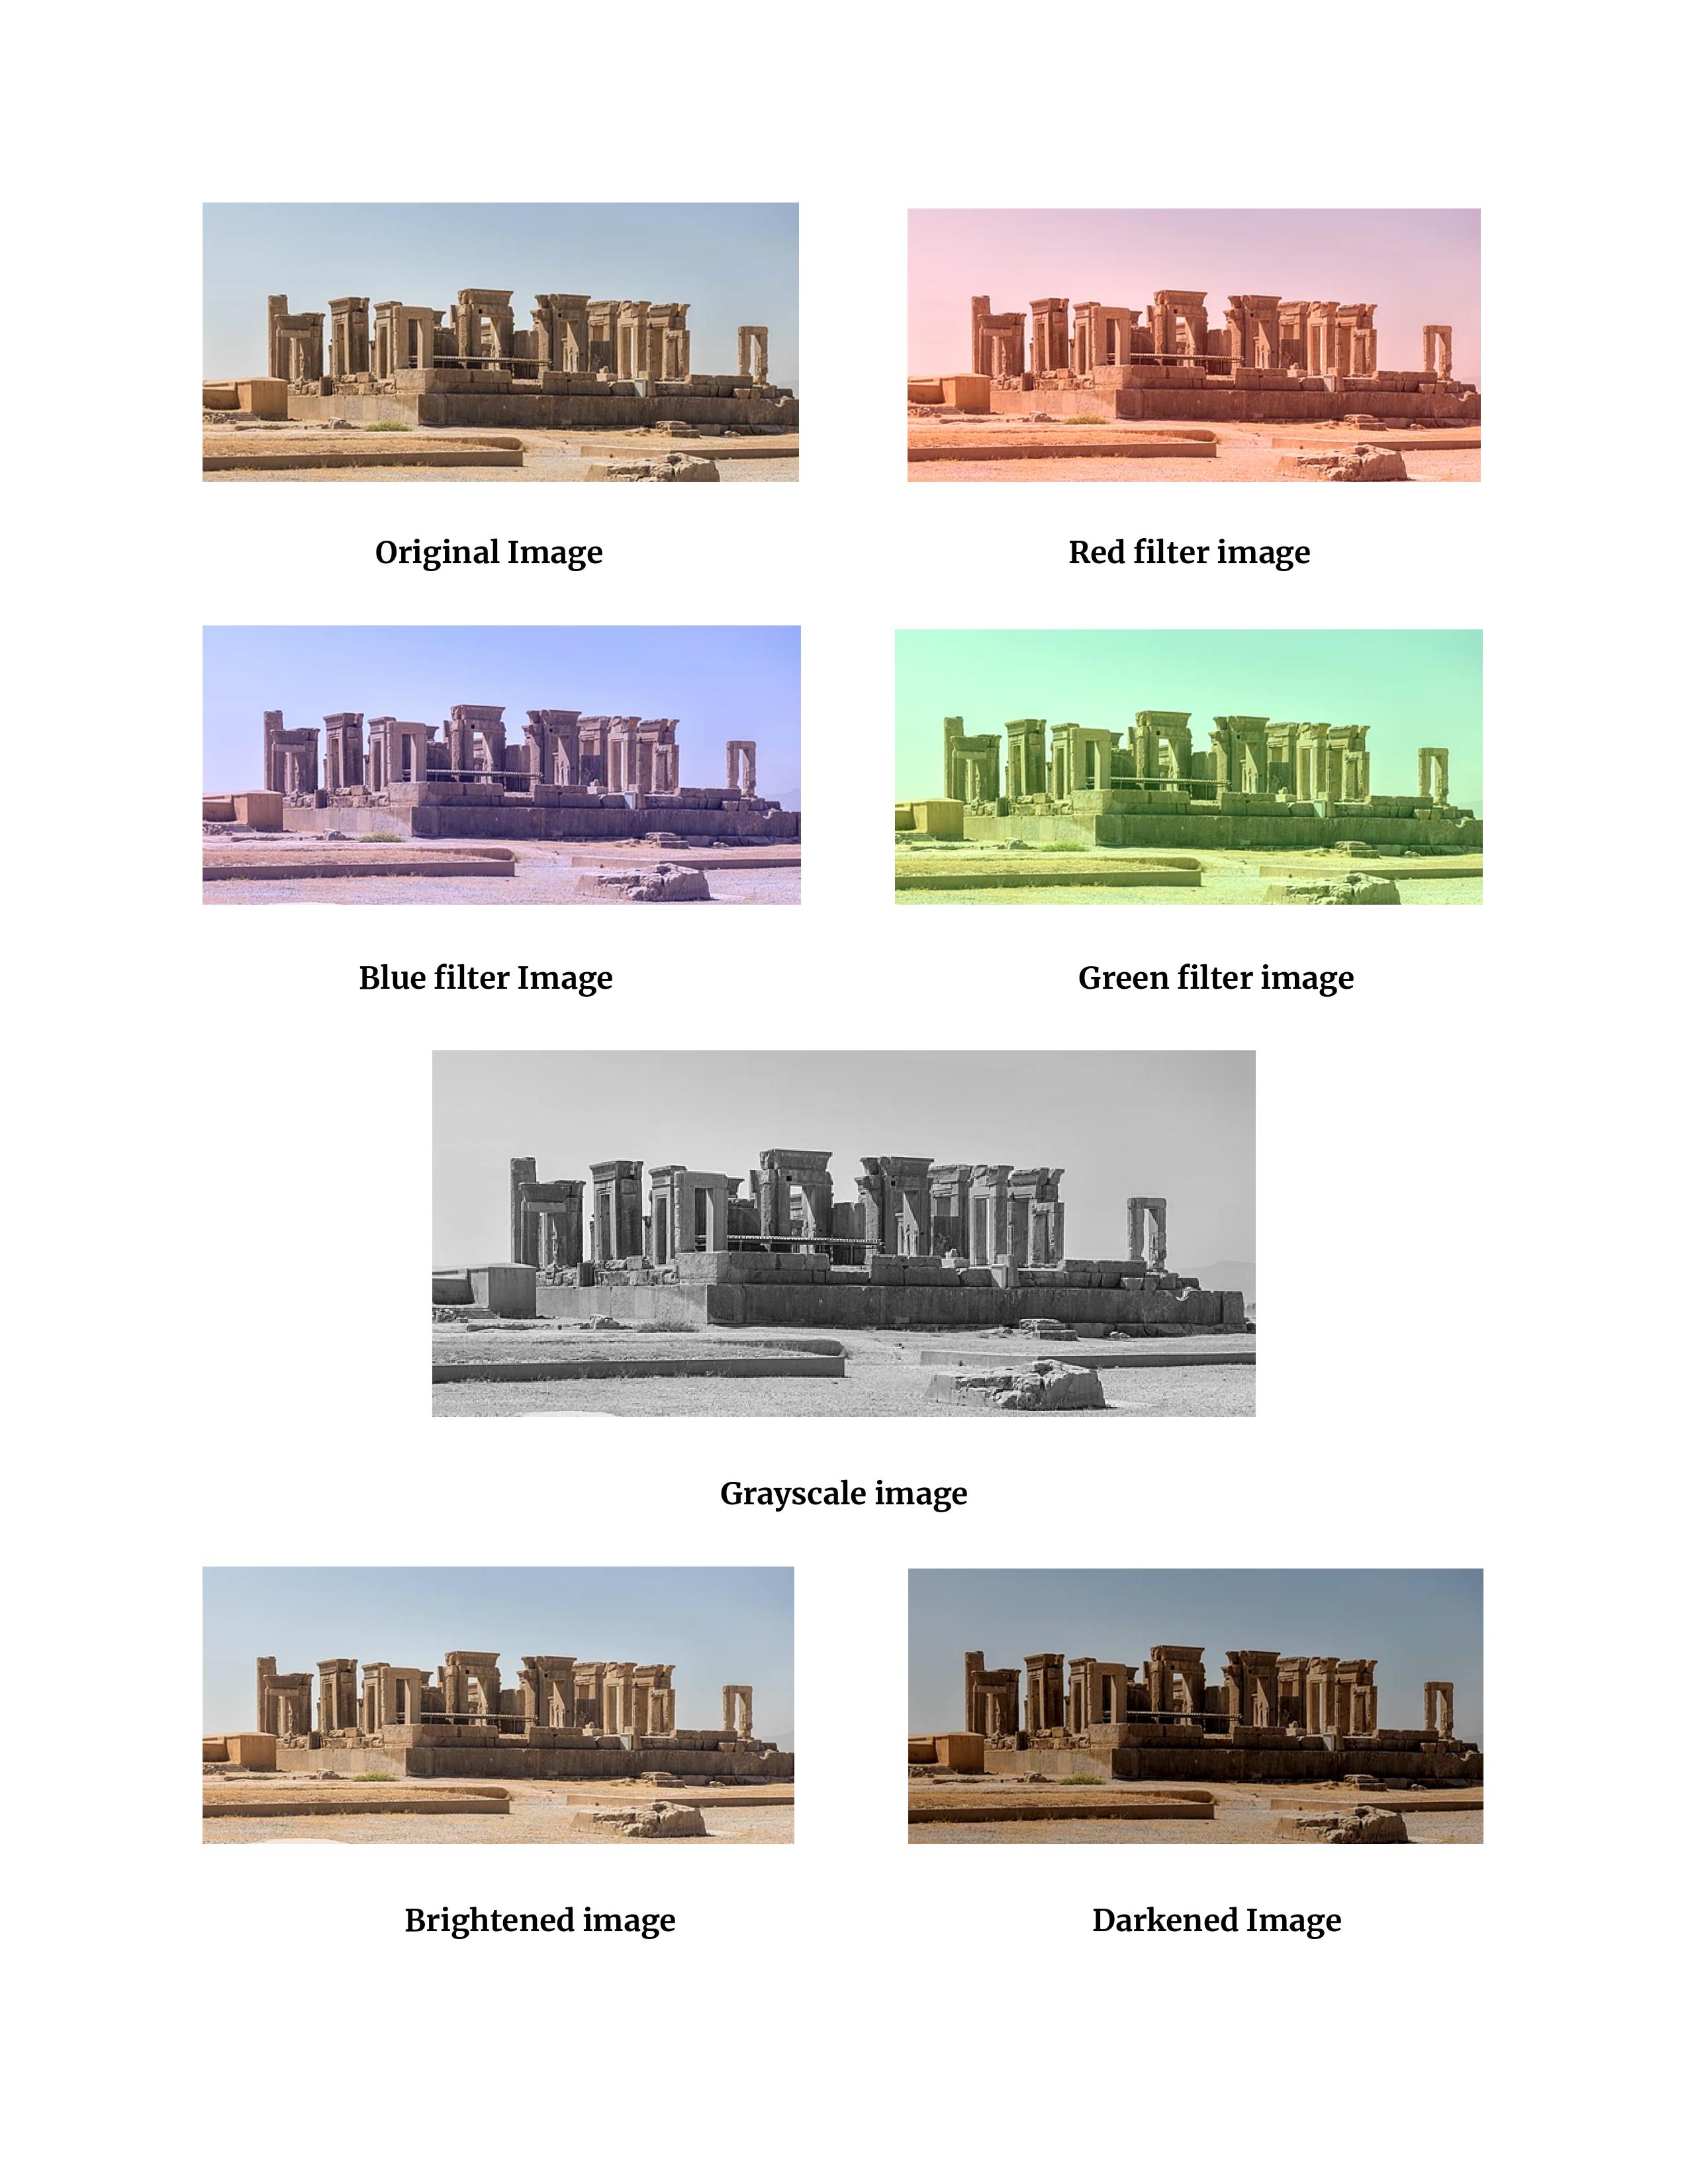 Original Image
Red filter image
Blue filter Image
Green filter image
Grayscale image
Brightened image
Darkened Image